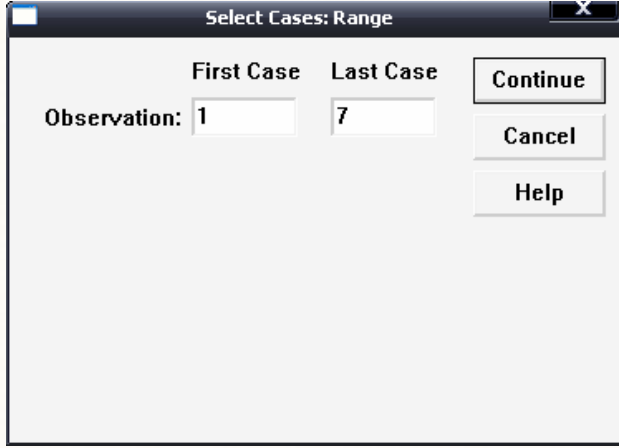 Select Cases: Range
X
First Case Last Case
Continue
Observation: 1 7
Cancel
Help